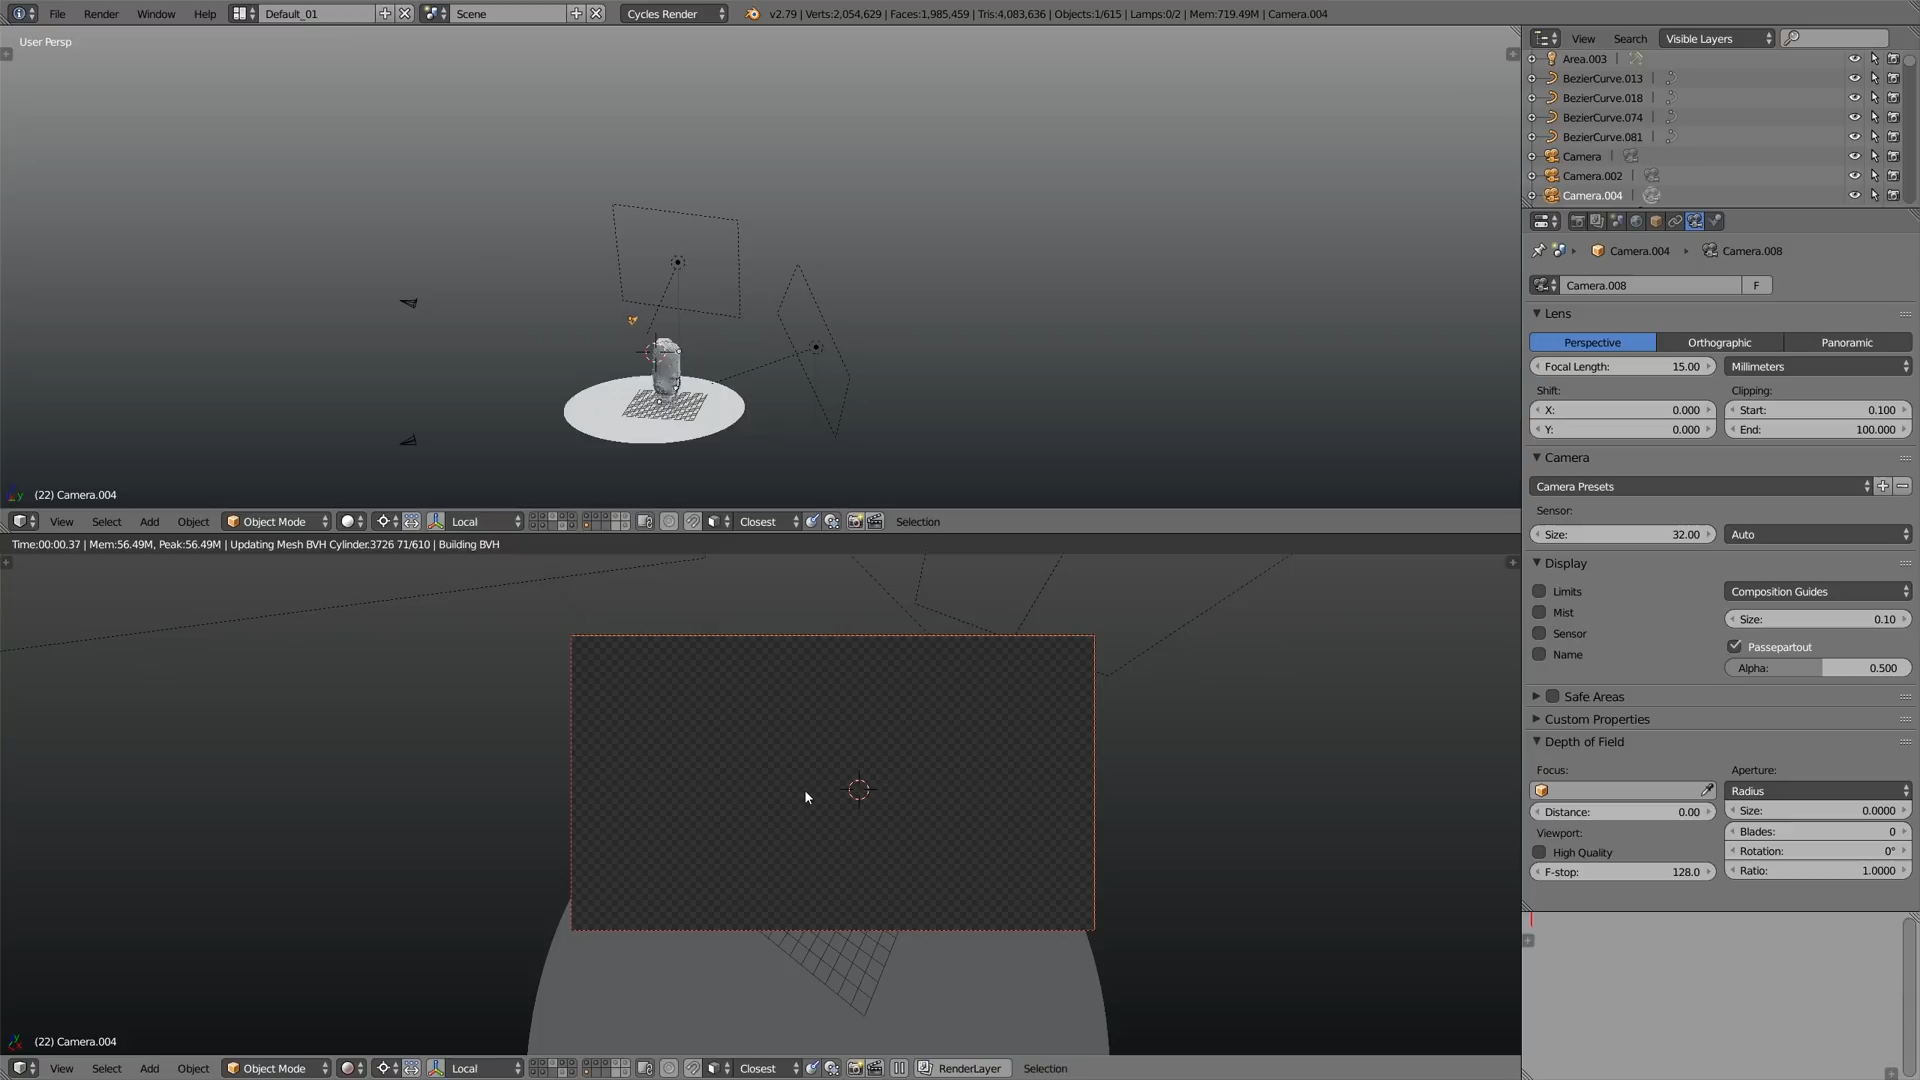 File Render Window Help Default_01 Scene Cycles Render v2.79 | Verts:2,054,629 | Faces:1,985,459 | Tris:4,083,636 | Objects:1/615 | Lamps:0/2 | Mem:719.49M | Camera.004
User Persp
(22) Camera.004
View Select Add Object Object Mode Local Closest Selection
Time:00:00.37 | Mem:56.49M, Peak:56.49M | Updating Mesh BVH Cylinder.3726 71/610 | Building BVH
(22) Camera.004
View Select Add Object Object Mode Local Closest RenderLayer Selection
View Search Visible Layers
Area.003
BezierCurve.013
BezierCurve.018
BezierCurve.074
BezierCurve.081
Camera
Camera.002
Camera.004
Camera.004 Camera.008
Camera.008 F
Lens
Perspective Orthographic Panoramic
Focal Length: 15.00 Millimeters
Shift: Clipping:
X: 0.000 Start: 0.100
Y: 0.000 End: 100.000
Camera
Camera Presets
Sensor:
Size: 32.00 Auto
Display
Limits Composition Guides
Mist Size: 0.10
Sensor Passepartout
Name Alpha: 0.500
Safe Areas
Custom Properties
Depth of Field
Focus: Aperture:
Radius
Distance: 0.00 Size: 0.0000
Viewport: Blades: 0
High Quality Rotation: 0°
F-stop: 128.0 Ratio: 1.0000